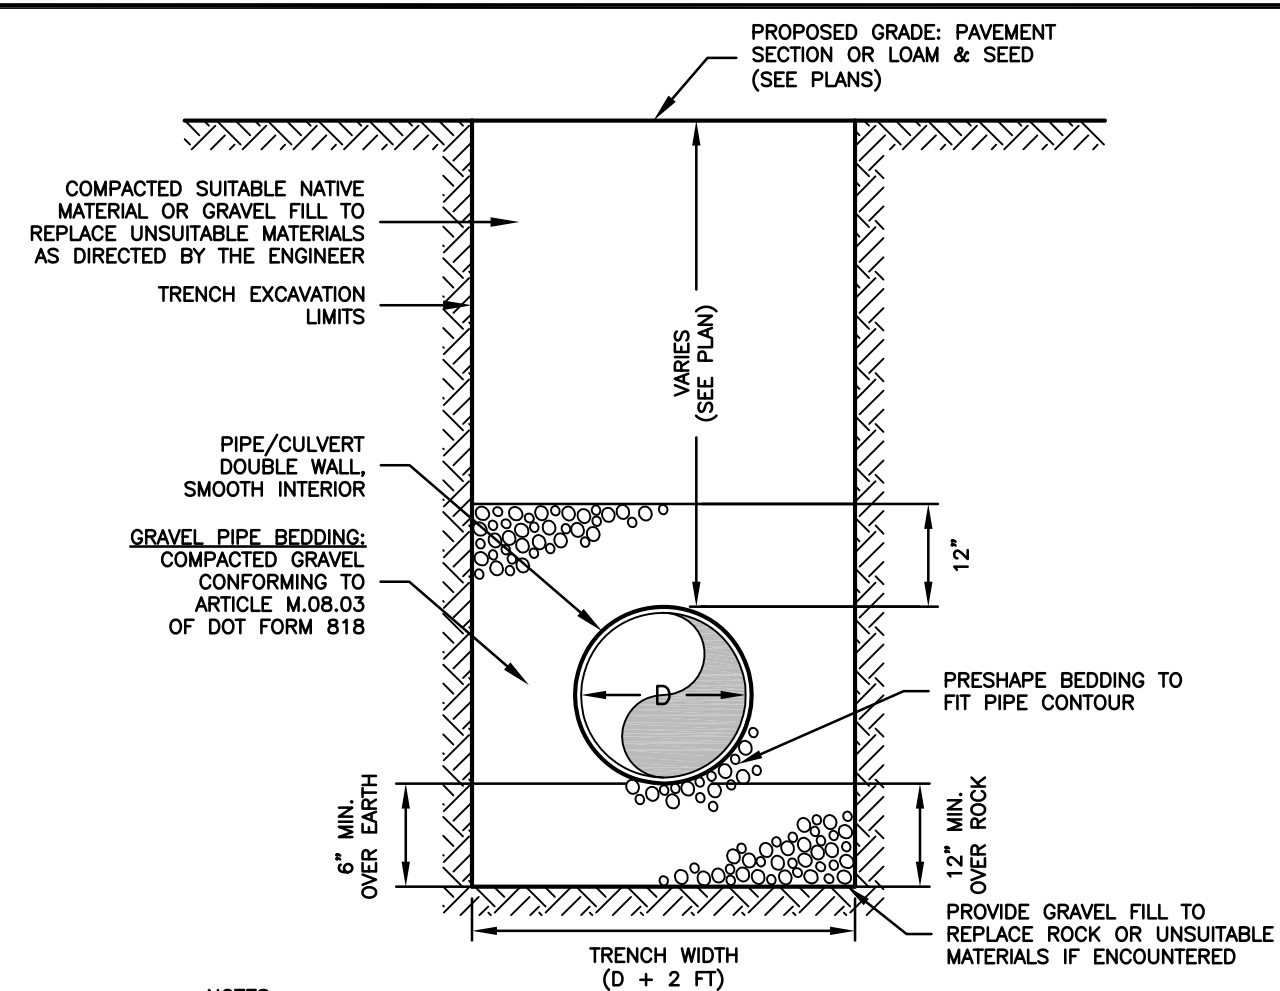 PROPOSED GRADE: PAVEMENT
SECTION OR LOAM & SEED
(SEE PLANS)
COMPACTED SUITABLE NATIVE
MATERIAL OR GRAVEL FILL TO
REPLACE UNSUITABLE MATERIALS
AS DIRECTED BY THE ENGINEER
TRENCH EXCAVATION
LIMITS
VARIES
(SEE PLAN)
PIPE/CULVERT
DOUBLE WALL,
SMOOTH INTERIOR
GRAVEL PIPE BEDDING:
COMPACTED GRAVEL
CONFORMING TO
ARTICLE M.08.03
OF DOT FORM 818
12"
D
PRESHAPE BEDDING TO
FIT PIPE CONTOUR
6" MIN.
OVER EARTH
12" MIN.
OVER ROCK
PROVIDE GRAVEL FILL TO
REPLACE ROCK OR UNSUITABLE
MATERIALS IF ENCOUNTERED
TRENCH WIDTH
(D + 2 FT)